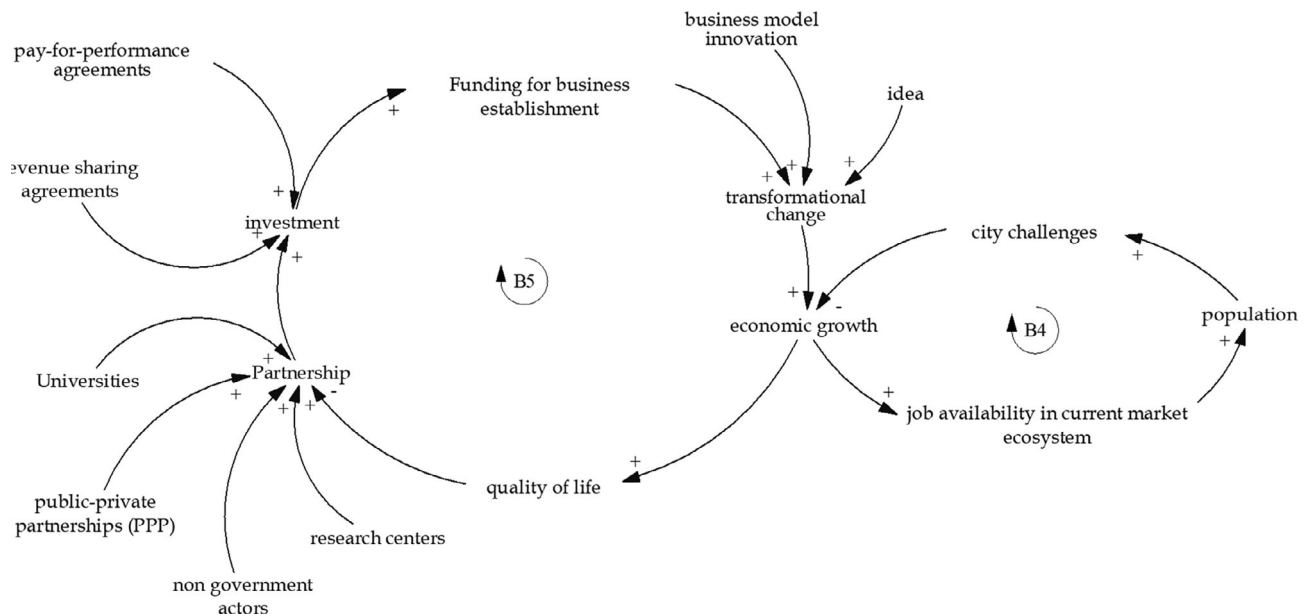 pay-for-performance
agreements
business model
innovation
Funding for business
establishment
idea
+
evenue sharing
agreements
+
+
+
+
transformational
change
investment
+
+
city challenges
+
B5
+
-
economic growth
B4
population
+
Universities
+
Partnership
+
+
+
-
+
job availability in current market
ecosystem
+
quality of life
public-private
partnerships (PPP)
research centers
non government
actors